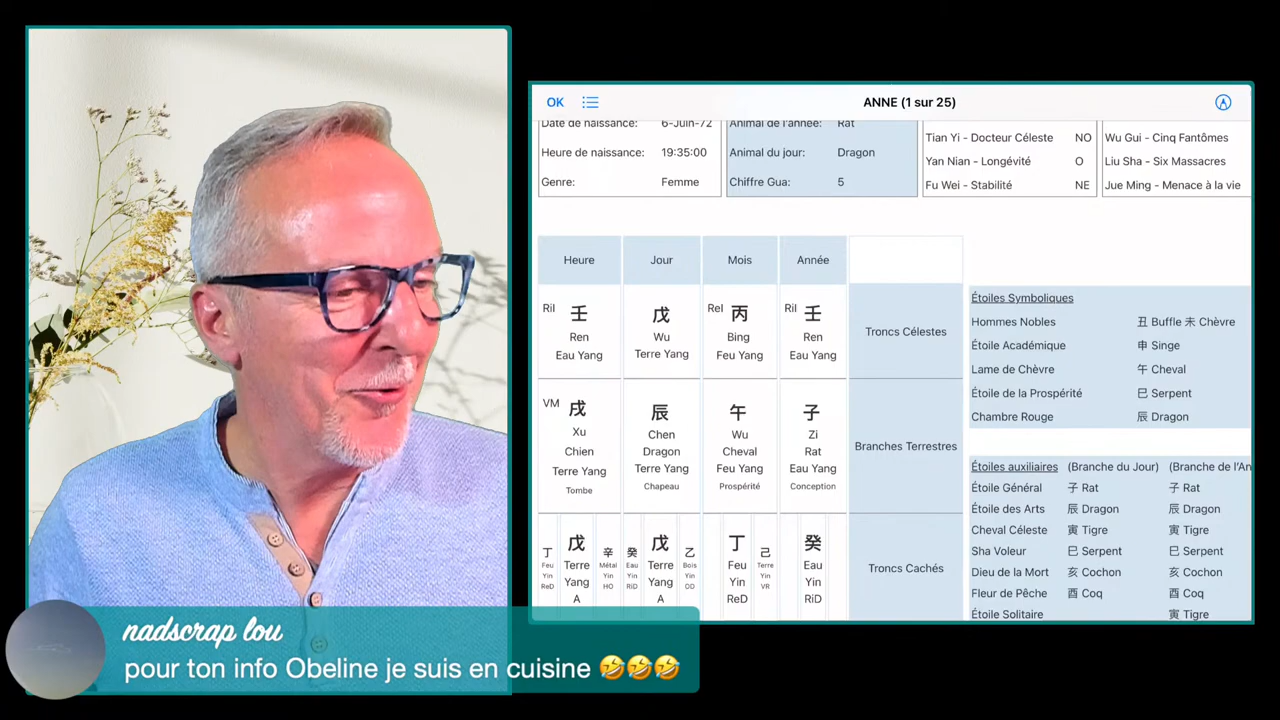 OK
ANNE (1 sur 25)
Date de naissance: 6-Juin-72
Heure de naissance: 19:35:00
Genre: Femme
Animal de l'année: Rat
Animal du jour: Dragon
Chiffre Gua: 5
Tian Yi - Docteur Céleste NO
Yan Nian - Longévité O
Fu Wei - Stabilité NE
Wu Gui - Cinq Fantômes
Liu Sha - Six Massacres
Jue Ming - Menace à la vie
Heure Jour Mois Année
Ril 壬 戊 Rel 丙 Ril 壬
Ren Wu Bing Ren
Eau Yang Terre Yang Feu Yang Eau Yang
Troncs Célestes
VM 戌 辰 午 子
Xu Chen Wu Zi
Chien Dragon Cheval Rat
Terre Yang Terre Yang Feu Yang Eau Yang
Tombe Chapeau Prospérité Conception
Branches Terrestres
丁 戊 辛 癸 戊 乙 丁 己 癸
Feu Terre Métal Eau Terre Bois Feu Terre Eau
Yin Yang Yin Yin Yang Yin Yin Yin Yin
ReD A HO RiD A OD ReD VR RiD
Troncs Cachés
Étoiles Symboliques
Hommes Nobles 丑 Buffle 未 Chèvre
Étoile Académique 申 Singe
Lame de Chèvre 午 Cheval
Étoile de la Prospérité 巳 Serpent
Chambre Rouge 辰 Dragon
Étoiles auxiliaires (Branche du Jour) (Branche de l'An
Étoile Général 子 Rat 子 Rat
Étoile des Arts 辰 Dragon 辰 Dragon
Cheval Céleste 寅 Tigre 寅 Tigre
Sha Voleur 巳 Serpent 巳 Serpent
Dieu de la Mort 亥 Cochon 亥 Cochon
Fleur de Pêche 酉 Coq 酉 Coq
Étoile Solitaire 寅 Tigre
nadscrap lou
pour ton info Obeline je suis en cuisine 🤣🤣🤣